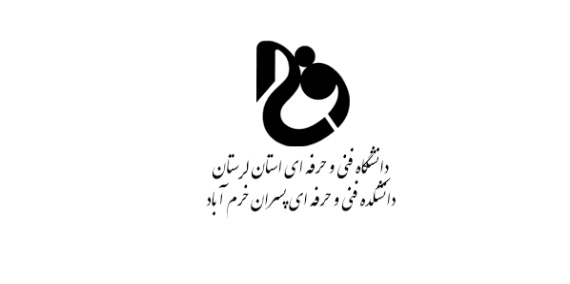 دانشگاه فنی و حرفه ای استان لرستان
دانشکده فنی و حرفه ای پسران خرم آباد